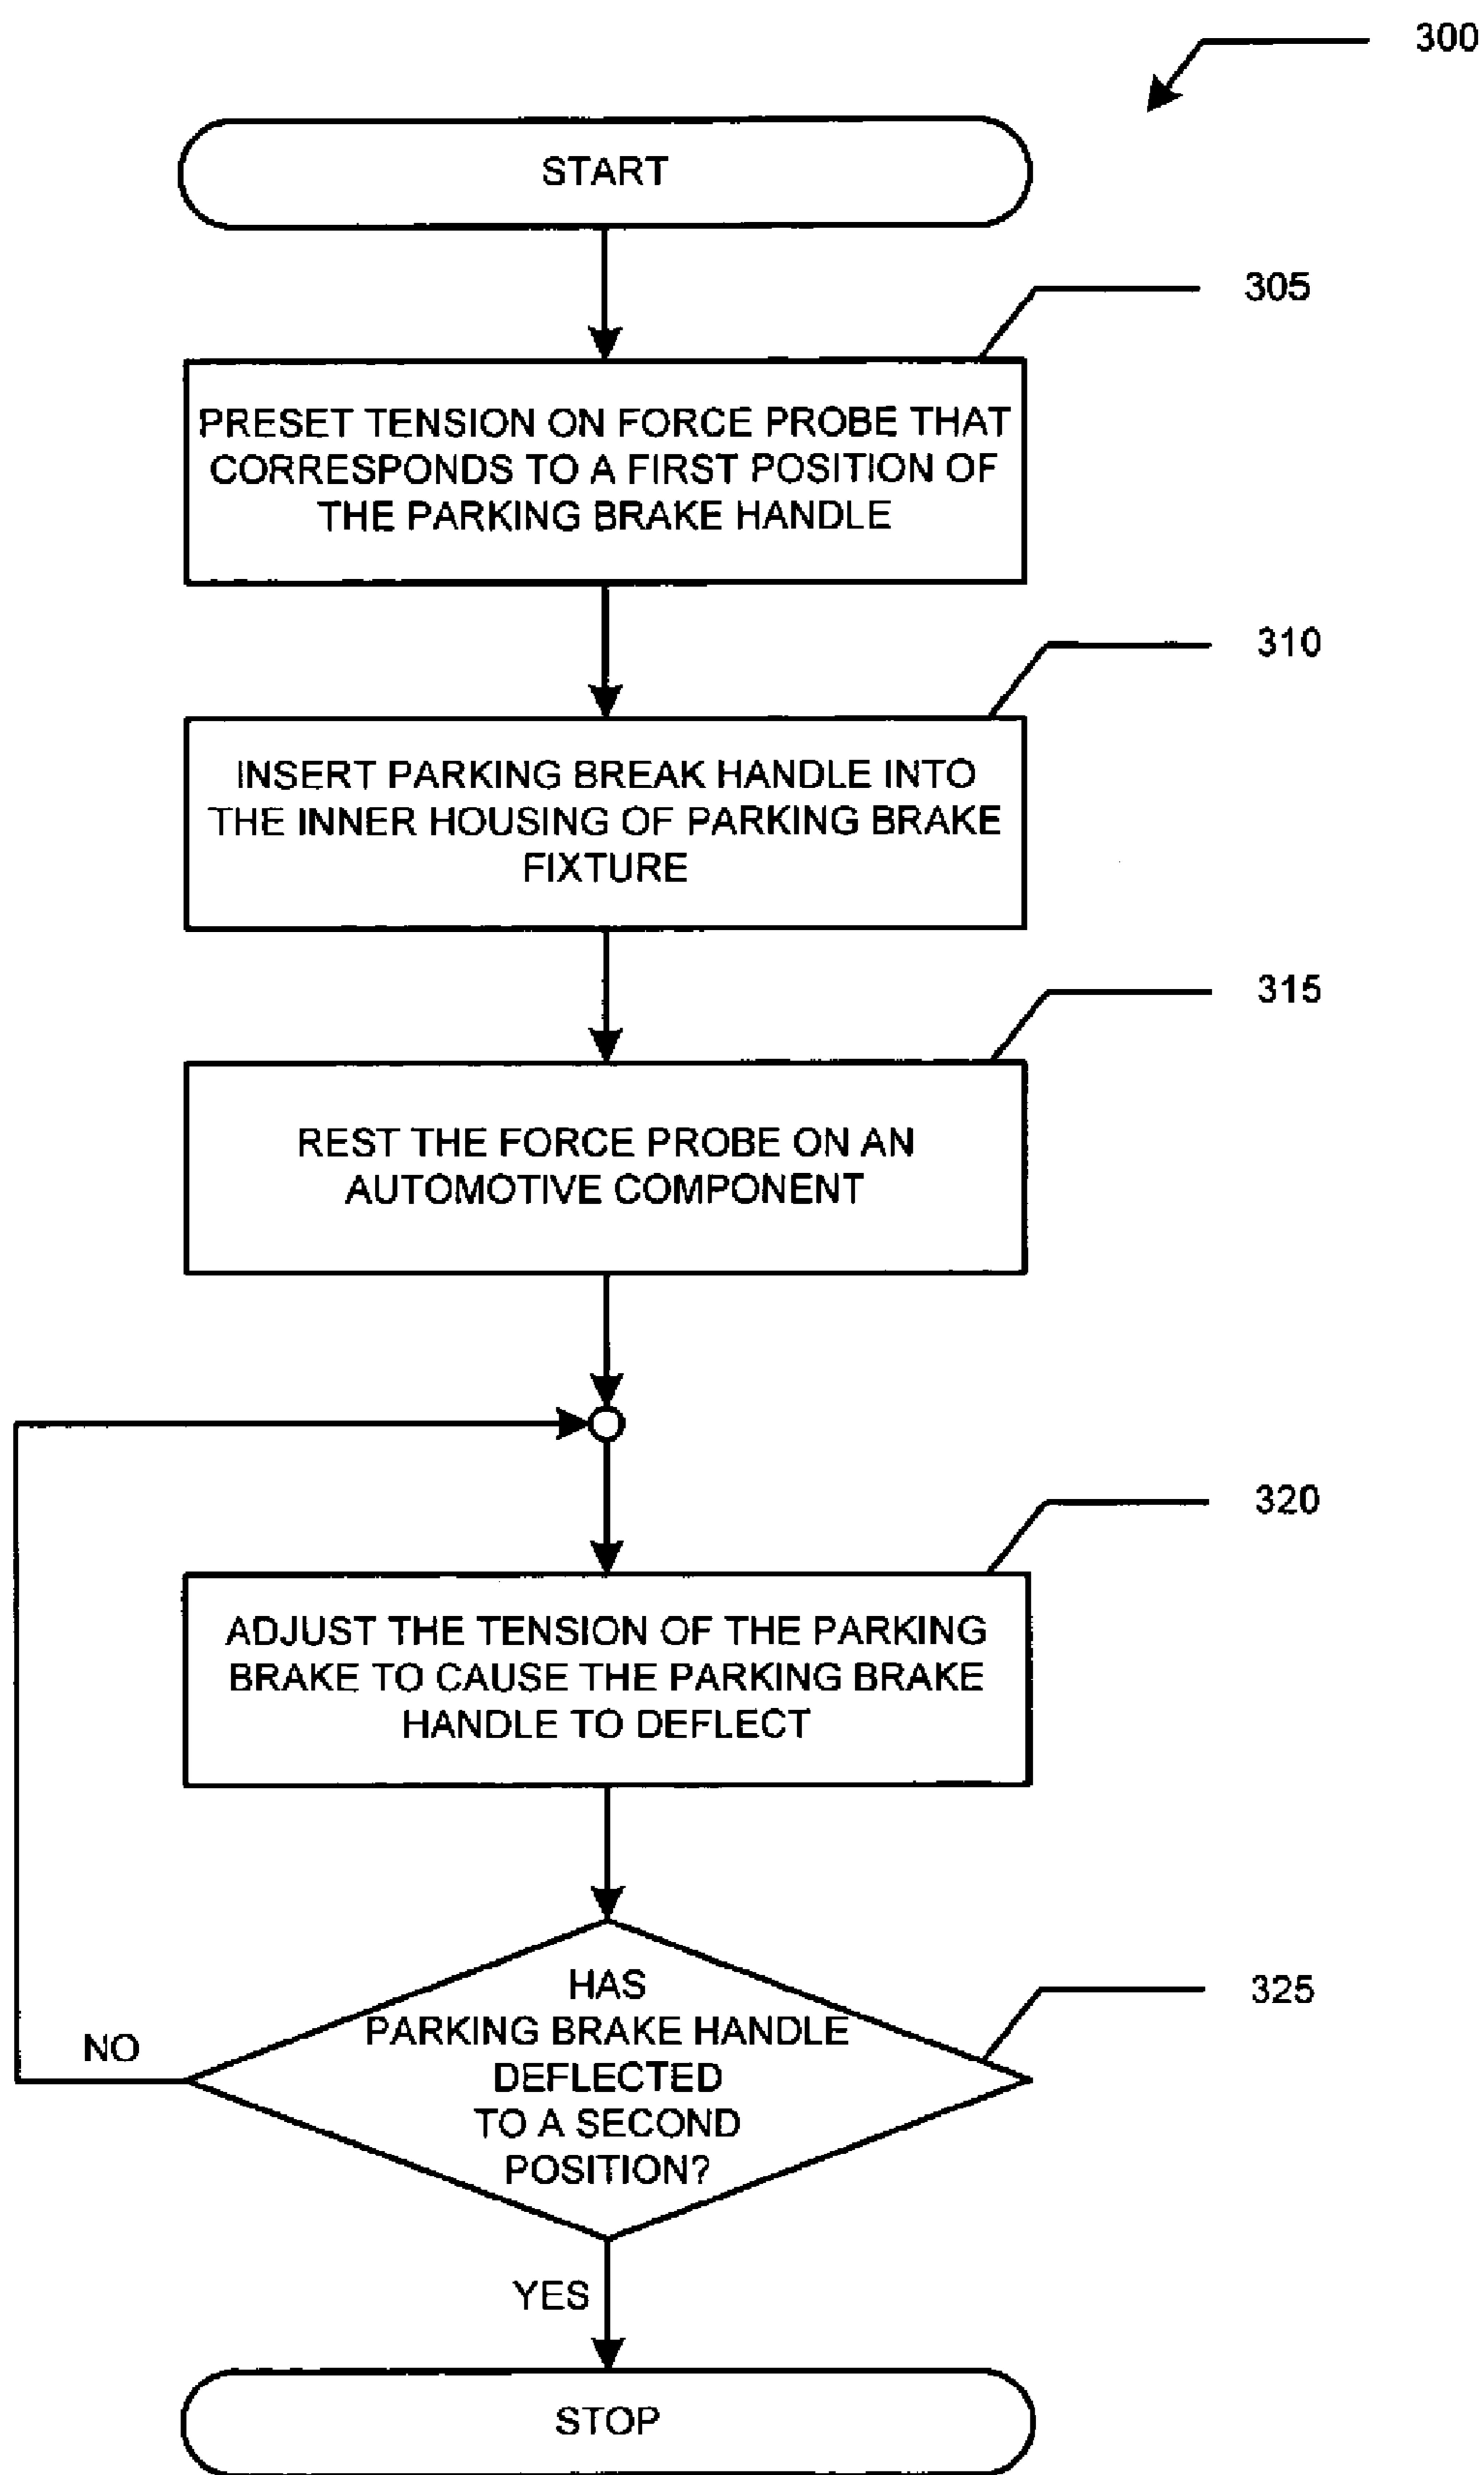 300
START
305
PRESET TENSION ON FORCE PROBE THAT
CORRESPONDS TO A FIRST POSITION OF
THE PARKING BRAKE HANDLE
310
INSERT PARKING BREAK HANDLE INTO
THE INNER HOUSING OF PARKING BRAKE
FIXTURE
315
REST THE FORCE PROBE ON AN
AUTOMOTIVE COMPONENT
320
ADJUST THE TENSION OF THE PARKING
BRAKE TO CAUSE THE PARKING BRAKE
HANDLE TO DEFLECT
325
HAS
PARKING BRAKE HANDLE
DEFLECTED
TO A SECOND
POSITION?
NO
YES
STOP